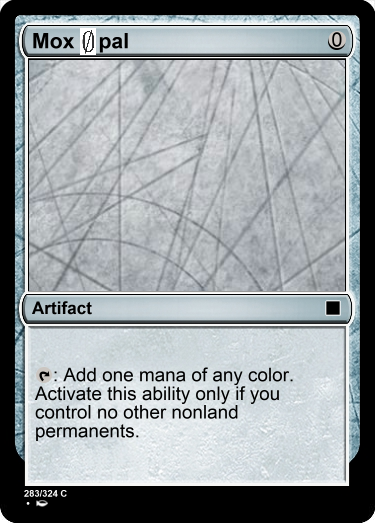 Mox ∅pal 0
Artifact
: Add one mana of any color.
Activate this ability only if you
control no other nonland
permanents.
283/324 C